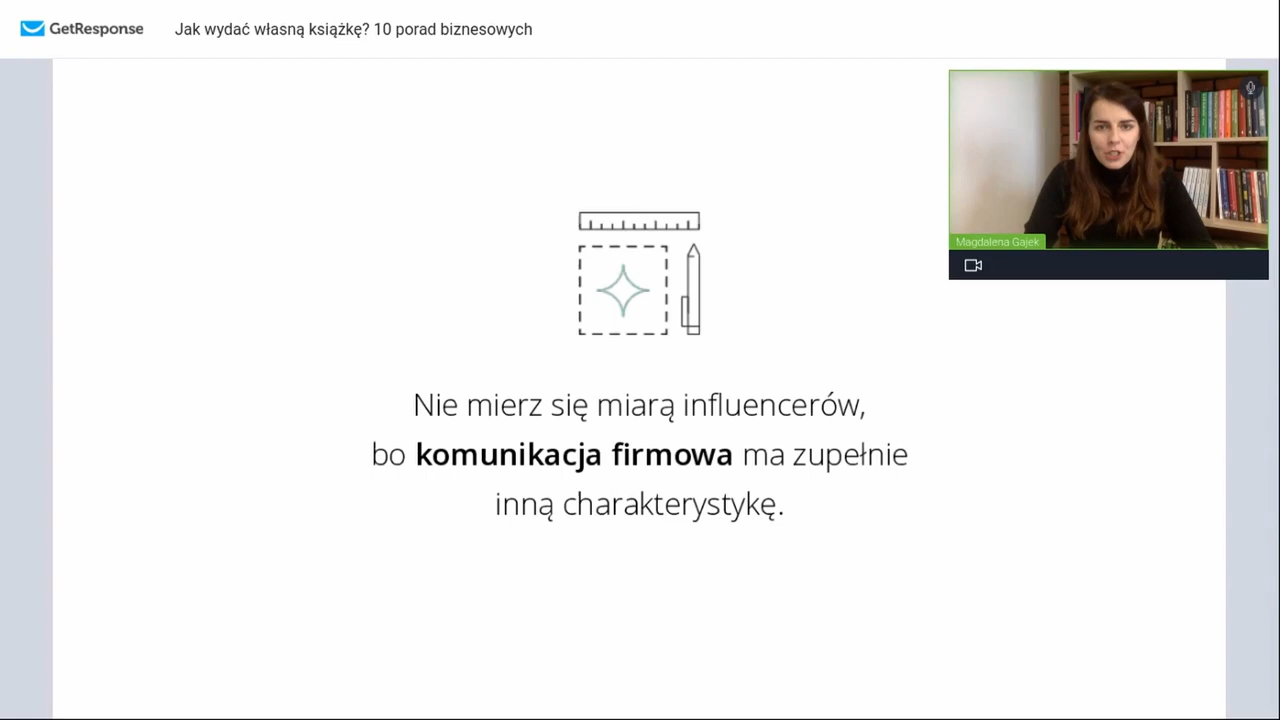 GetResponse
Jak wydać własną książkę? 10 porad biznesowych
Magdalena Gajek
Nie mierz się miarą influencerów,
bo komunikacja firmowa ma zupełnie
inną charakterystykę.